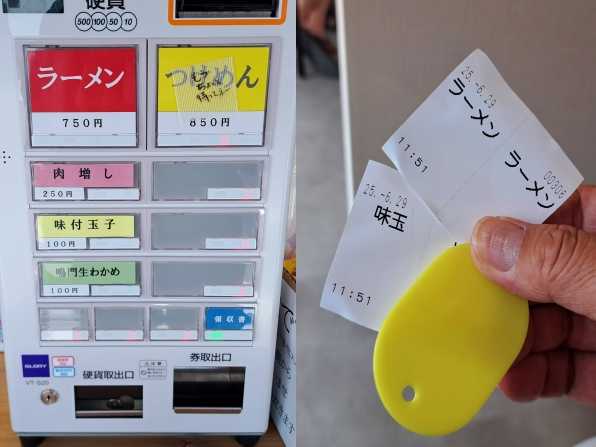 硬貨
500 100 50 10
ラーメン
750円
つけめん
850円
肉増し
250円
味付玉子
100円
鳴門生わかめ
100円
領収書
GLORY
VT-S20
硬貨取出口
券取出口
25.-6.29
ラーメン
11:51
ラーメン
25.-6.29
味玉
11:51